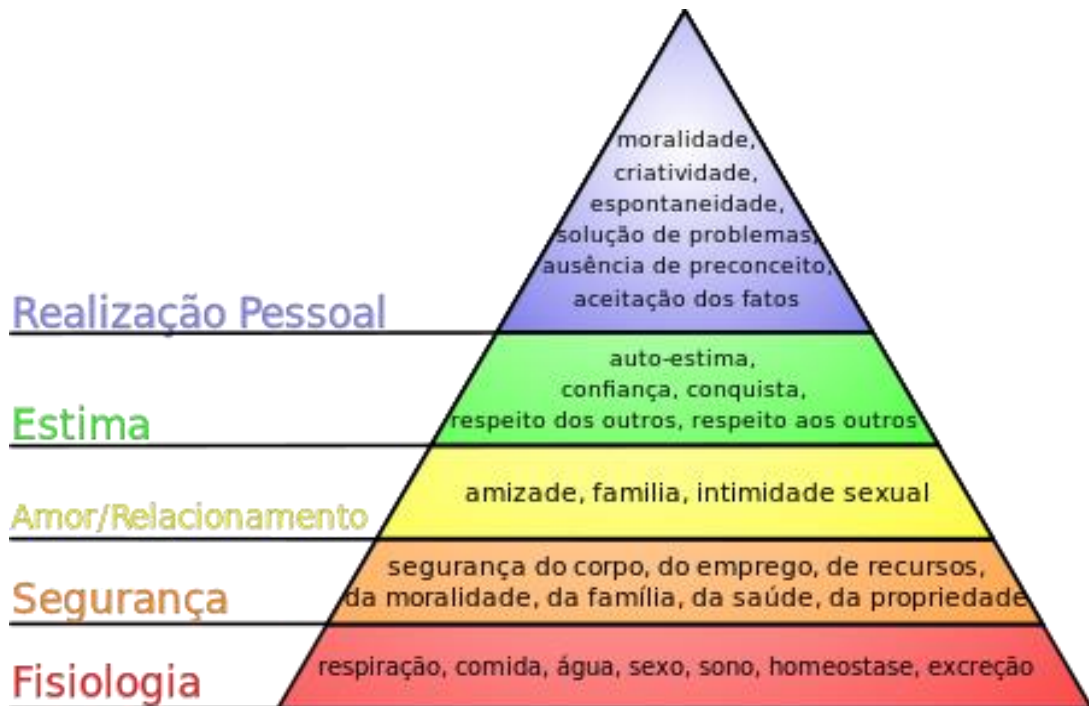 moralidade,
criatividade,
espontaneidade,
solução de problemas,
ausência de preconceito,
aceitação dos fatos
Realização Pessoal
auto-estima,
confiança, conquista,
respeito dos outros, respeito aos outros
Estima
amizade, familia, intimidade sexual
Amor/Relacionamento
segurança do corpo, do emprego, de recursos,
da moralidade, da família, da saúde, da propriedade
Segurança
respiração, comida, água, sexo, sono, homeostase, excreção
Fisiologia